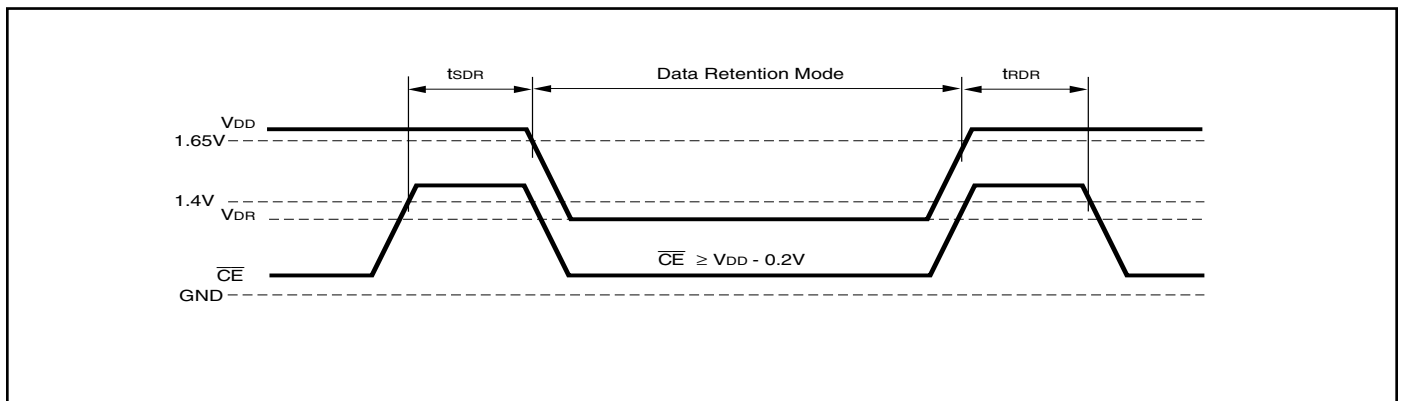 tSDR Data Retention Mode tRDR
VDD
1.65V
1.4V
VDR
CE ≥ VDD - 0.2V
CE
GND